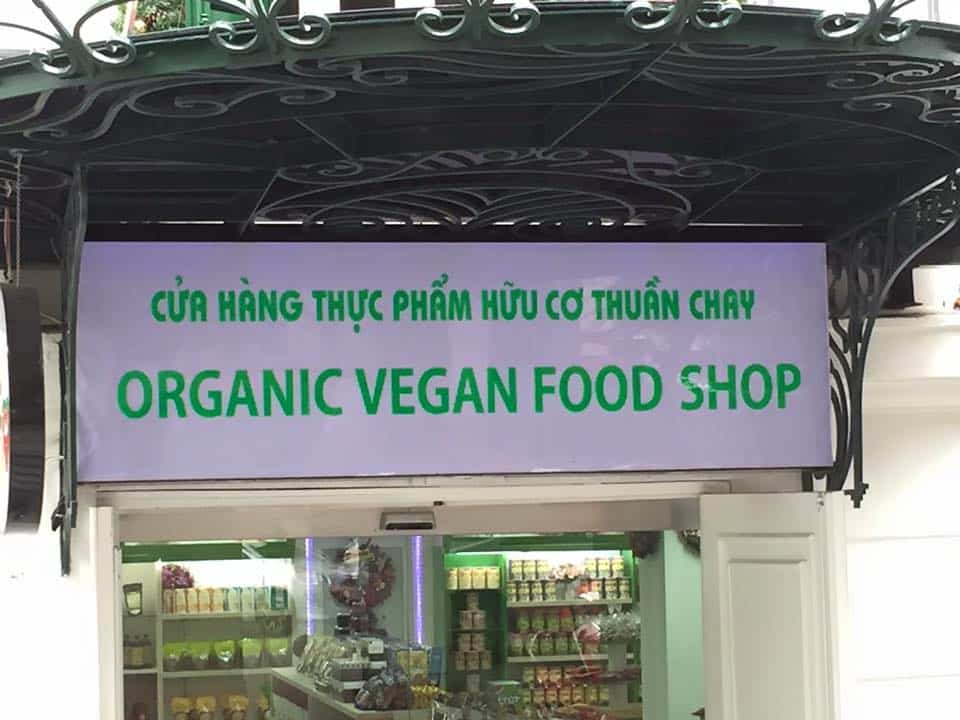 CỬA HÀNG THỰC PHẨM HỮU CƠ THUẦN CHAY
ORGANIC VEGAN FOOD SHOP